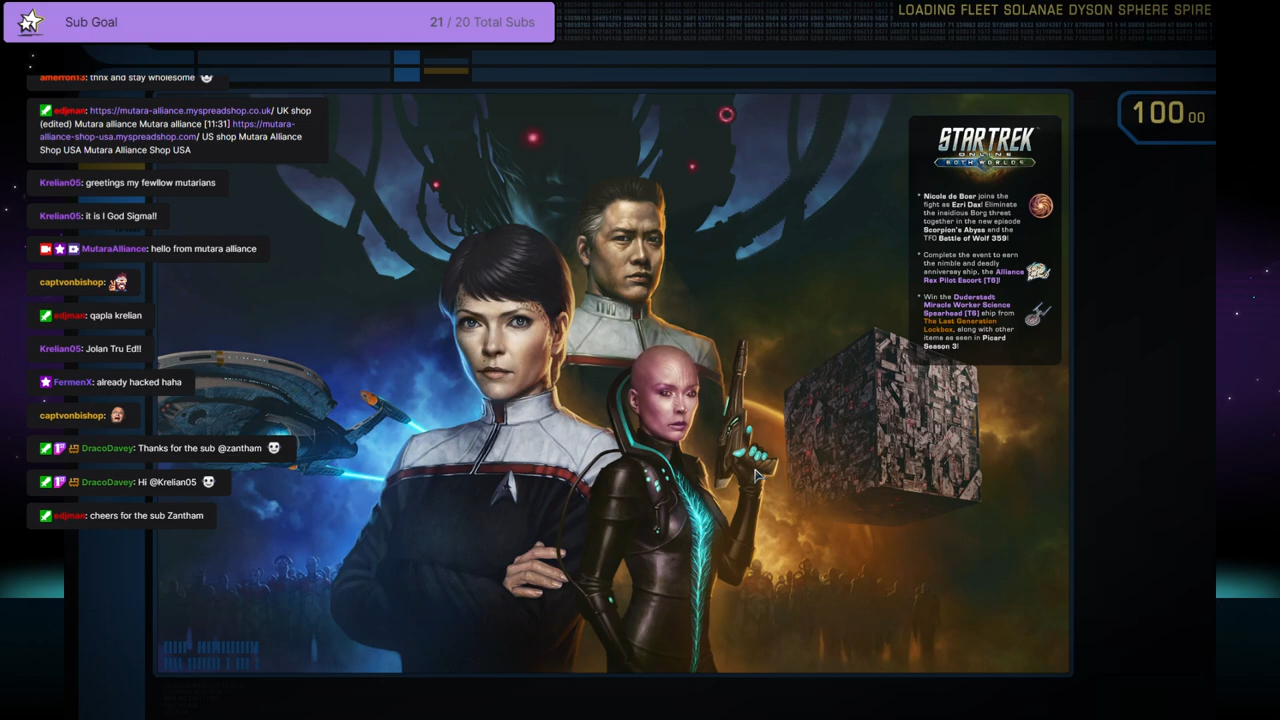 Sub Goal
21 / 20 Total Subs
LOADING FLEET SOLANAE DYSON SPHERE SPIRE
amerron13: thnx and stay wholesome
edjman: https://mutara-alliance.myspreadshop.co.uk/ UK shop
(edited) Mutara alliance Mutara alliance [11:31] https://mutara-
alliance-shop-usa.myspreadshop.com/ US shop Mutara Alliance
Shop USA Mutara Alliance Shop USA
Krelian05: greetings my fewllow mutarians
Krelian05: it is I God Sigma!!
MutaraAlliance: hello from mutara alliance
captvonbishop:
edjman: qapla krelian
Krelian05: Jolan Tru Ed!!
FermenX: already hacked haha
captvonbishop:
DracoDavey: Thanks for the sub @zantham
DracoDavey: Hi @Krelian05
edjman: cheers for the sub Zantham
100 00
STAR TREK
ONLINE
BOTH WORLDS
* Nicole de Boer joins the
fight as Ezri Dax! Eliminate
the insidious Borg threat
together in the new episode
Scorpion's Abyss and the
TFO Battle of Wolf 359!
* Complete the event to earn
the nimble and deadly
anniversary ship, the Alliance
Rex Pilot Escort [T6]!
* Win the Duderstadt
Miracle Worker Science
Spearhead [T6] ship from
The Last Generation
Lockbox, along with other
items as seen in Picard
Season 3!